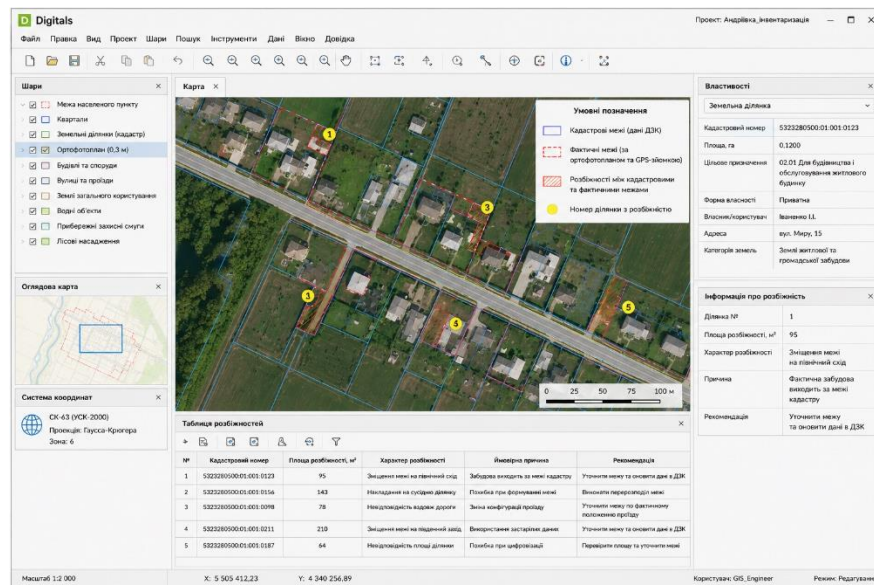 Digitals
Проект: Андріївка_інвентаризація
Файл Правка Вид Проект Шари Пошук Інструменти Дані Вікно Довідка
Шари
Межа населеного пункту
Квартали
Земельні ділянки (кадастр)
Ортофотоплан (0,3 м)
Будівлі та споруди
Вулиці та проїзди
Землі загального користування
Водні об'єкти
Прибережні захисні смуги
Лісові насадження
Оглядова карта
Система координат
СК-63 (УСК-2000)
Проекція: Гаусса-Крюгера
Зона: 6
Карта
1
3
3
5
5
Умовні позначення
Кадастрові межі (дані ДЗК)
Фактичні межі (за
ортофотопланом та GPS-зйомкою)
Розбіжності між кадастровими
та фактичними межами
Номер ділянки з розбіжністю
0 25 50 75 100 м
Таблиця розбіжностей
№ Кадастровий номер Площа розбіжності, м² Характер розбіжності Ймовірна причина Рекомендація
1 5323280500:01:001:0123 95 Зміщення межі на північний схід Забудова виходить за межі кадастру Уточнити межу та оновити дані в ДЗК
2 5323280500:01:001:0156 143 Накладання на сусідню ділянку Похибка при формуванні межі Виконати перерозподіл межі
3 5323280500:01:001:0098 78 Невідповідність вздовж дороги Зміна конфігурації проїзду Уточнити межу по фактичному
положенню проїзду
4 5323280500:01:001:0211 210 Зміщення межі на південний захід Використання застарілих даних Уточнити межу та оновити дані в ДЗК
5 5323280500:01:001:0187 64 Невідповідність площі ділянки Похибка при цифровізації Перевірити площу та уточнити межі
Властивості
Земельна ділянка
Кадастровий номер 5323280500:01:001:0123
Площа, га 0,1200
Цільове призначення 02.01 Для будівництва і
обслуговування житлового
будинку
Форма власності Приватна
Власник/користувач Іваненко І.І.
Адреса вул. Миру, 15
Категорія земель Землі житлової та
громадської забудови
Інформація про розбіжність
Ділянка № 1
Площа розбіжності, м² 95
Характер розбіжності Зміщення межі
на північний схід
Причина Фактична забудова
виходить за межі
кадастру
Рекомендація Уточнити межу
та оновити дані в ДЗК
Масштаб 1:2 000 X: 5 505 412,23 Y: 4 340 256,89 Користувач: GIS_Engineer Режим: Редагуванн